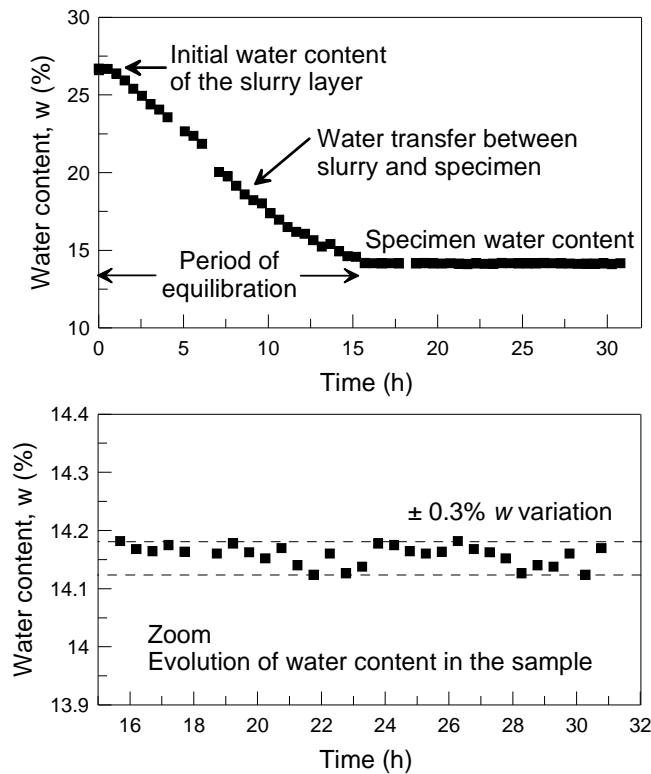 30
25
20
15
10
Water content, w (%)
Initial water content
of the slurry layer
Water transfer between
slurry and specimen
Specimen water content
Period of
equilibration
0 5 10 15 20 25 30
Time (h)
14.4
14.3
14.2
14.1
14
13.9
Water content, w (%)
± 0.3% w variation
Zoom
Evolution of water content in the sample
16 18 20 22 24 26 28 30 32
Time (h)